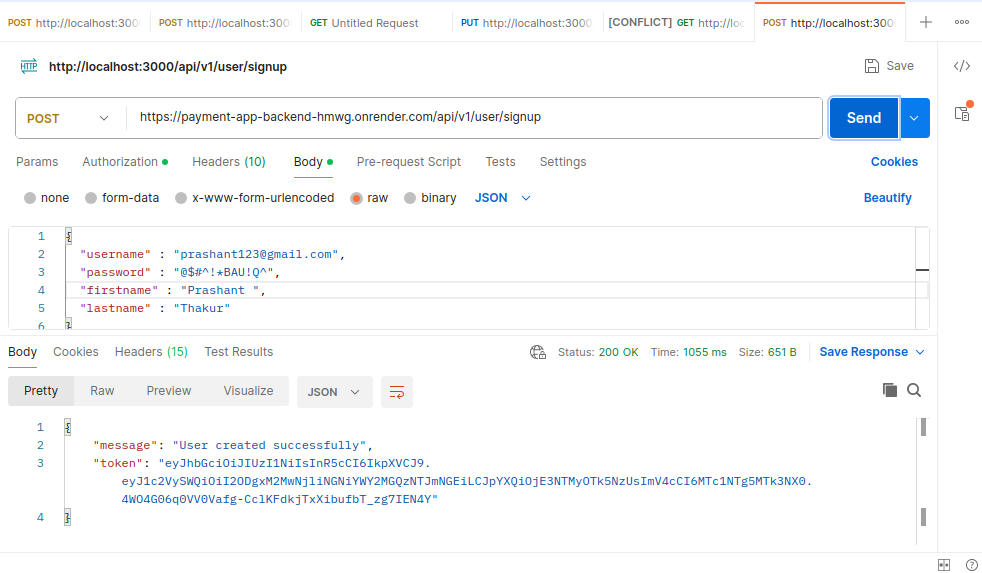 POST http://localhost:300 POST http://localhost:300 GET Untitled Request PUT http://localhost:3000 [CONFLICT] GET http://loc POST http://localhost:300
HTTP http://localhost:3000/api/v1/user/signup Save
POST https://payment-app-backend-hmwg.onrender.com/api/v1/user/signup Send
Params Authorization Headers (10) Body Pre-request Script Tests Settings Cookies
none form-data x-www-form-urlencoded raw binary JSON Beautify
1 {
2 "username" : "prashant123@gmail.com",
3 "password" : "@$#^!*BAU!Q^",
4 "firstname" : "Prashant ",
5 "lastname" : "Thakur"
6 }
Body Cookies Headers (15) Test Results Status: 200 OK Time: 1055 ms Size: 651 B Save Response
Pretty Raw Preview Visualize JSON
1 {
2 "message": "User created successfully",
3 "token": "eyJhbGciOiJIUzI1NiIsInR5cCI6IkpXVCJ9.
eyJ1c2VySWQiOiI2ODgxM2MwNjliNGNiYWY2MGQzNTJmNGEiLCJpYXQiOjE3NTMyOTk5NzUsImV4cCI6MTc1NTg5MTk3NX0.
4WO4G06q0VV0Vafg-CclKFdkjTxXibufbT_zg7IEN4Y"
4 }